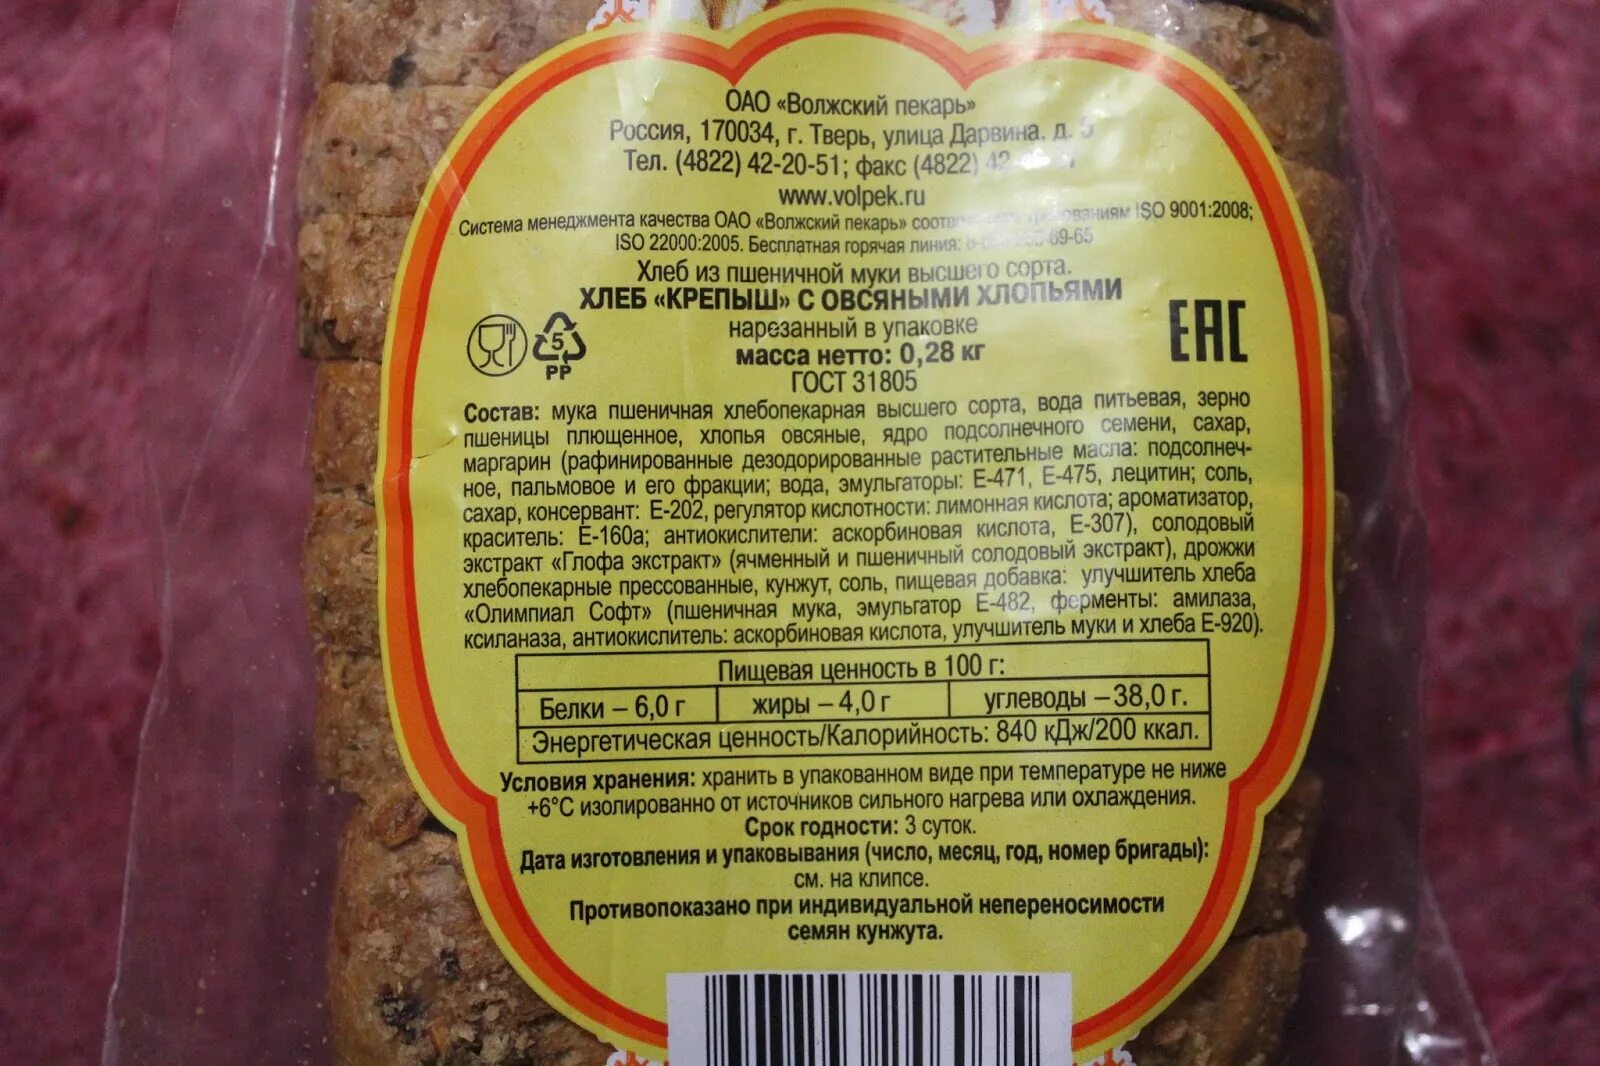 ОАО «Волжский пекарь»
Россия, 170034, г. Тверь, улица Дарвина, д. 5
Тел. (4822) 42-20-51; факс (4822)
www.volpek.ru
Система менеджмента качества ОАО «Волжский пекарь» ISO 9001:2008;
ISO 22000:2005. Бесплатная горячая линия:
Хлеб из пшеничной муки высшего сорта.
ХЛЕБ «КРЕПЫШ» С ОВСЯНЫМИ ХЛОПЬЯМИ
нарезанный в упаковке
масса нетто: 0,28 кг
ГОСТ 31805
5
PP
EAC
Состав: мука пшеничная хлебопекарная высшего сорта, вода питьевая, зерно
пшеницы плющенное, хлопья овсяные, ядро подсолнечного семени, сахар,
маргарин (рафинированные дезодорированные растительные масла: подсолнеч-
ное, пальмовое и его фракции; вода, эмульгаторы: Е-471, Е-475, лецитин; соль,
сахар, консервант: Е-202, регулятор кислотности: лимонная кислота; ароматизатор,
краситель: Е-160а; антиокислители: аскорбиновая кислота, Е-307), солодовый
экстракт «Глофа экстракт» (ячменный и пшеничный солодовый экстракт), дрожжи
хлебопекарные прессованные, кунжут, соль, пищевая добавка: улучшитель хлеба
«Олимпиал Софт» (пшеничная мука, эмульгатор Е-482, ферменты: амилаза,
ксиланаза, антиокислитель: аскорбиновая кислота, улучшитель муки и хлеба Е-920).
Пищевая ценность в 100 г:
Белки – 6,0 г жиры – 4,0 г углеводы – 38,0 г.
Энергетическая ценность/Калорийность: 840 кДж/200 ккал.
Условия хранения: хранить в упакованном виде при температуре не ниже
+6°С изолированно от источников сильного нагрева или охлаждения.
Срок годности: 3 суток.
Дата изготовления и упаковывания (число, месяц, год, номер бригады):
см. на клипсе.
Противопоказано при индивидуальной непереносимости
семян кунжута.